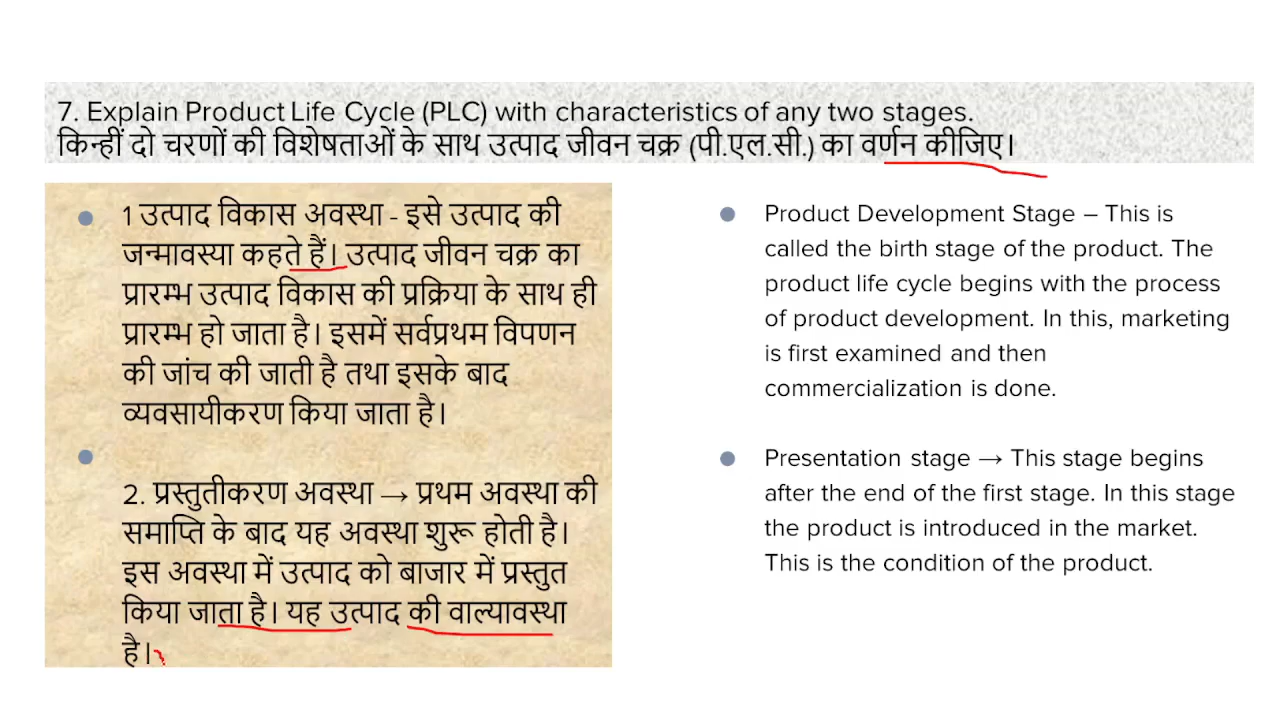 7. Explain Product Life Cycle (PLC) with characteristics of any two stages.
किन्हीं दो चरणों की विशेषताओं के साथ उत्पाद जीवन चक्र (पी.एल.सी.) का वर्णन कीजिए।
1 उत्पाद विकास अवस्था - इसे उत्पाद की
जन्मावस्या कहते हैं। उत्पाद जीवन चक्र का
प्रारम्भ उत्पाद विकास की प्रक्रिया के साथ ही
प्रारम्भ हो जाता है। इसमें सर्वप्रथम विपणन
की जांच की जाती है तथा इसके बाद
व्यवसायीकरण किया जाता है।
2. प्रस्तुतीकरण अवस्था → प्रथम अवस्था की
समाप्ति के बाद यह अवस्था शुरू होती है।
इस अवस्था में उत्पाद को बाजार में प्रस्तुत
किया जाता है। यह उत्पाद की वाल्यावस्था
है।
Product Development Stage – This is
called the birth stage of the product. The
product life cycle begins with the process
of product development. In this, marketing
is first examined and then
commercialization is done.
Presentation stage → This stage begins
after the end of the first stage. In this stage
the product is introduced in the market.
This is the condition of the product.